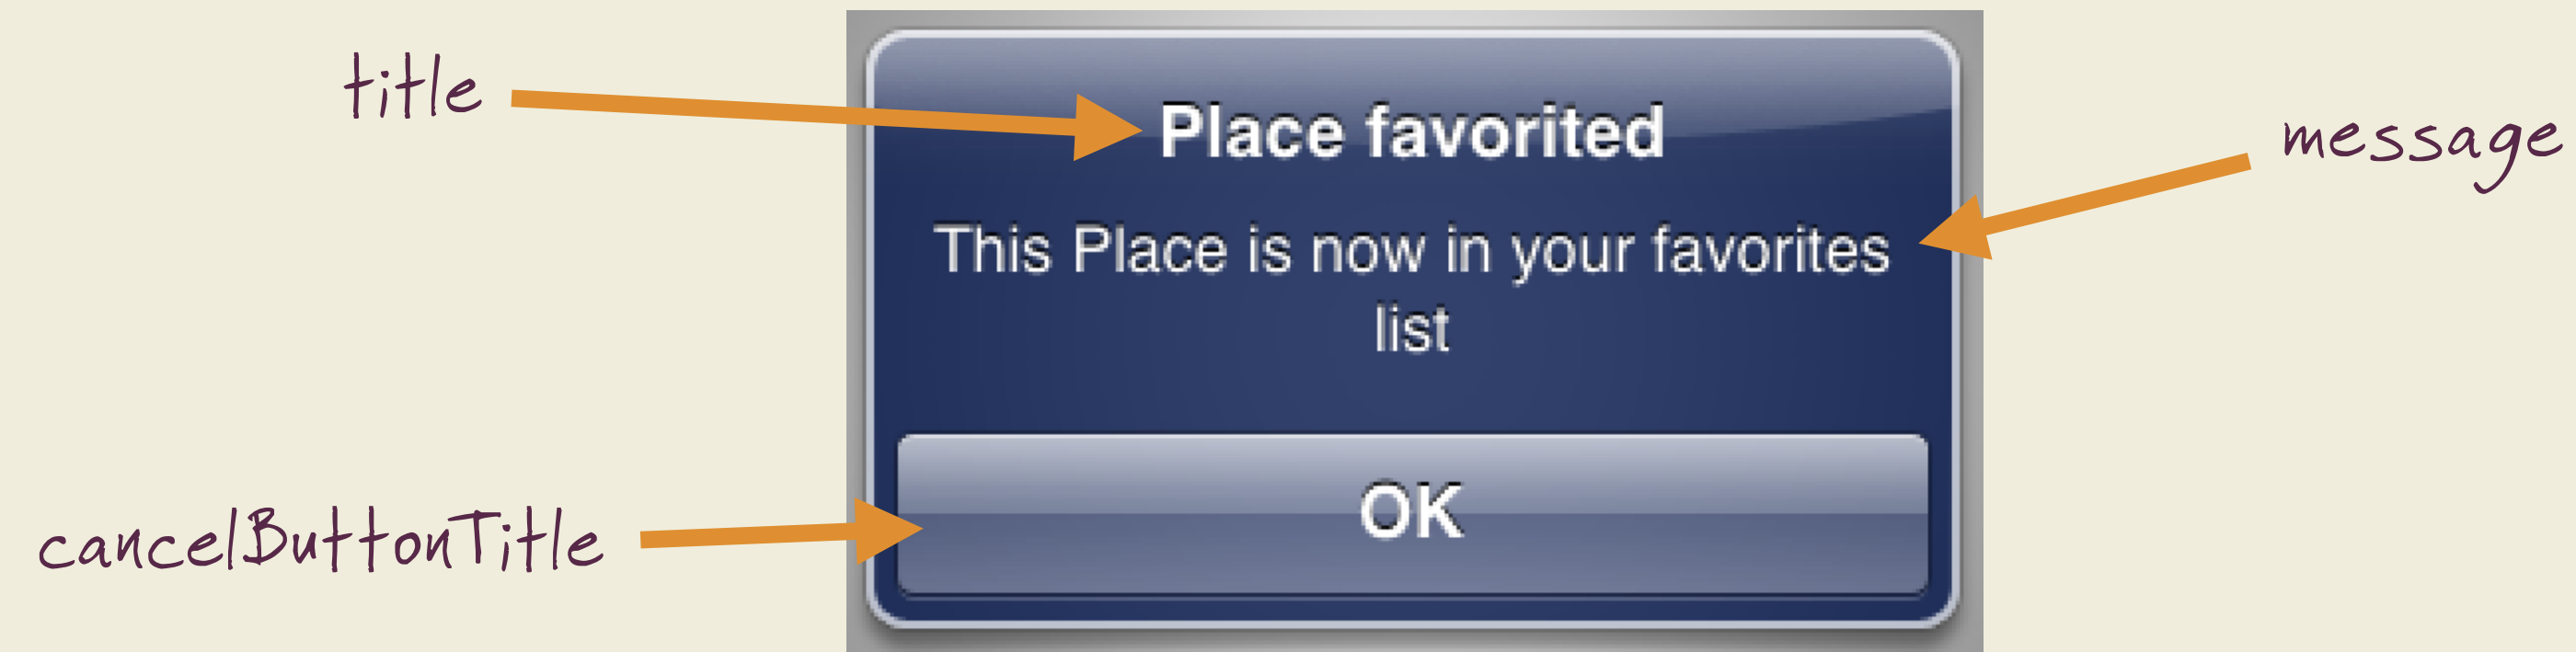 title
Place favorited
message
This Place is now in your favorites
list
cancelButtonTitle
OK